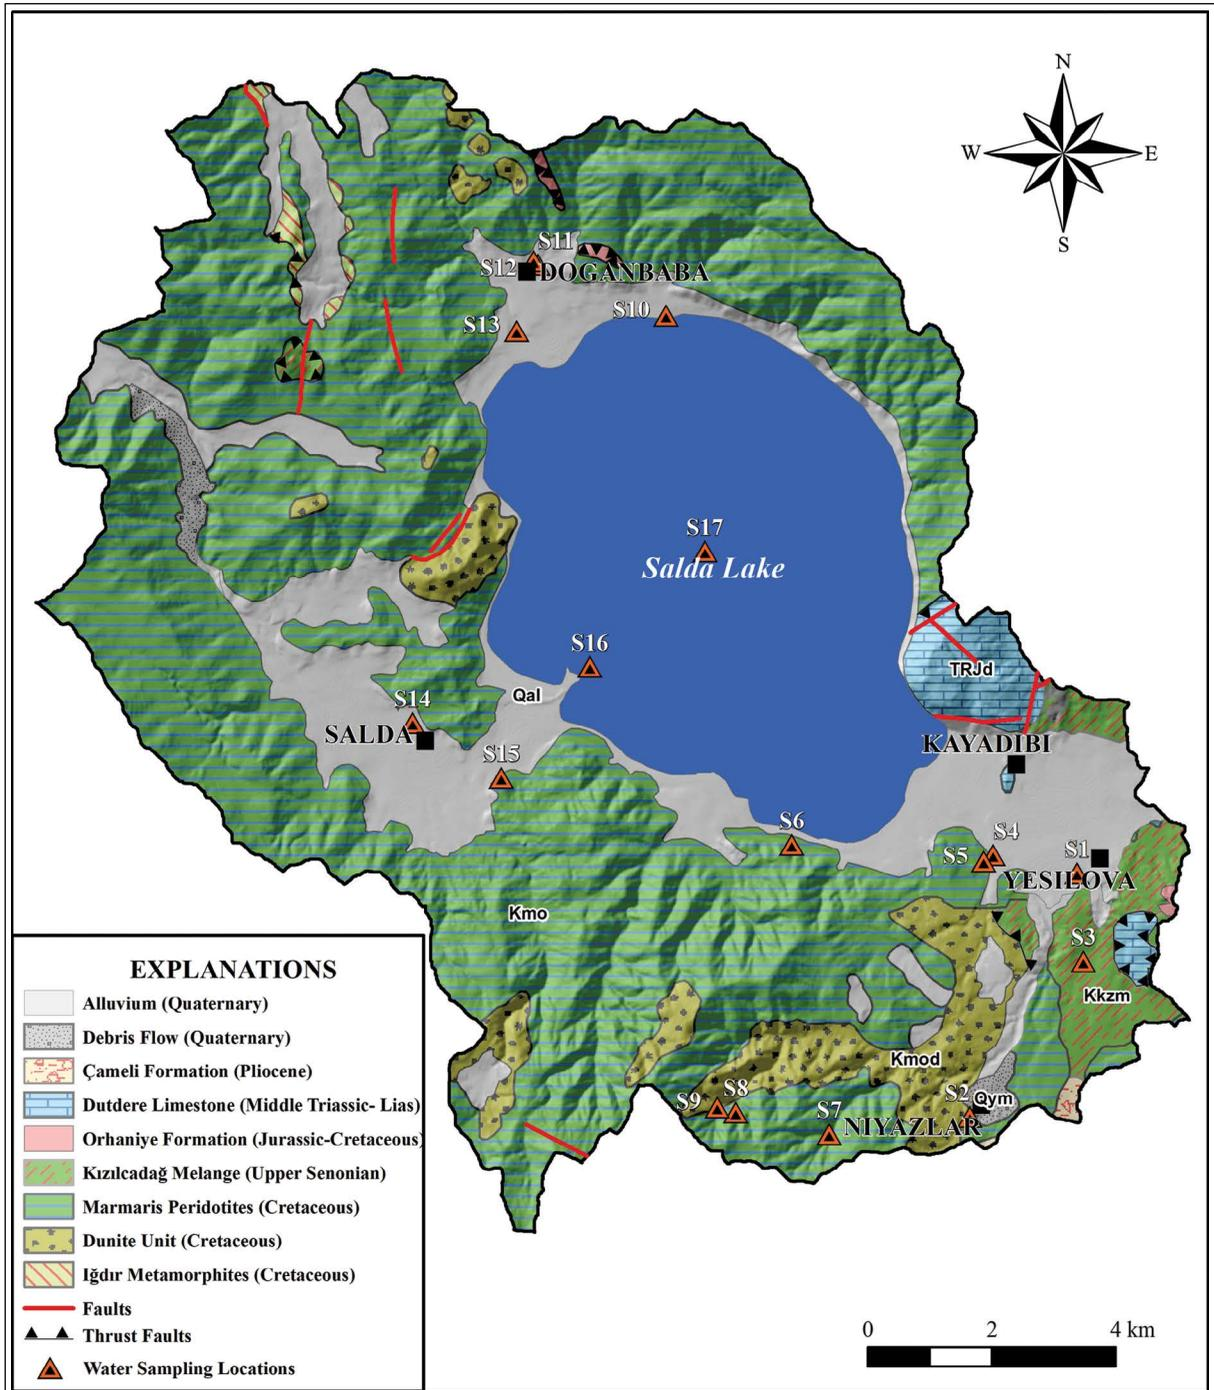 N
W
E
S
S11
S12
DOGANBABA
S10
S13
S17
Salda Lake
S16
TRJd
Qal
S14
SALDA
KAYADIBI
S15
S6
S4
S5
S1
YESILOVA
Kmo
S3
Kkzm
Kmod
S9
S8
S7
S2
Qym
NIYAZLAR
EXPLANATIONS
Alluvium (Quaternary)
Debris Flow (Quaternary)
Çameli Formation (Pliocene)
Dutdere Limestone (Middle Triassic- Lias)
Orhaniye Formation (Jurassic-Cretaceous)
Kızılcadağ Melange (Upper Senonian)
Marmaris Peridotites (Cretaceous)
Dunite Unit (Cretaceous)
Iğdır Metamorphites (Cretaceous)
Faults
Thrust Faults
Water Sampling Locations
0 2 4 km